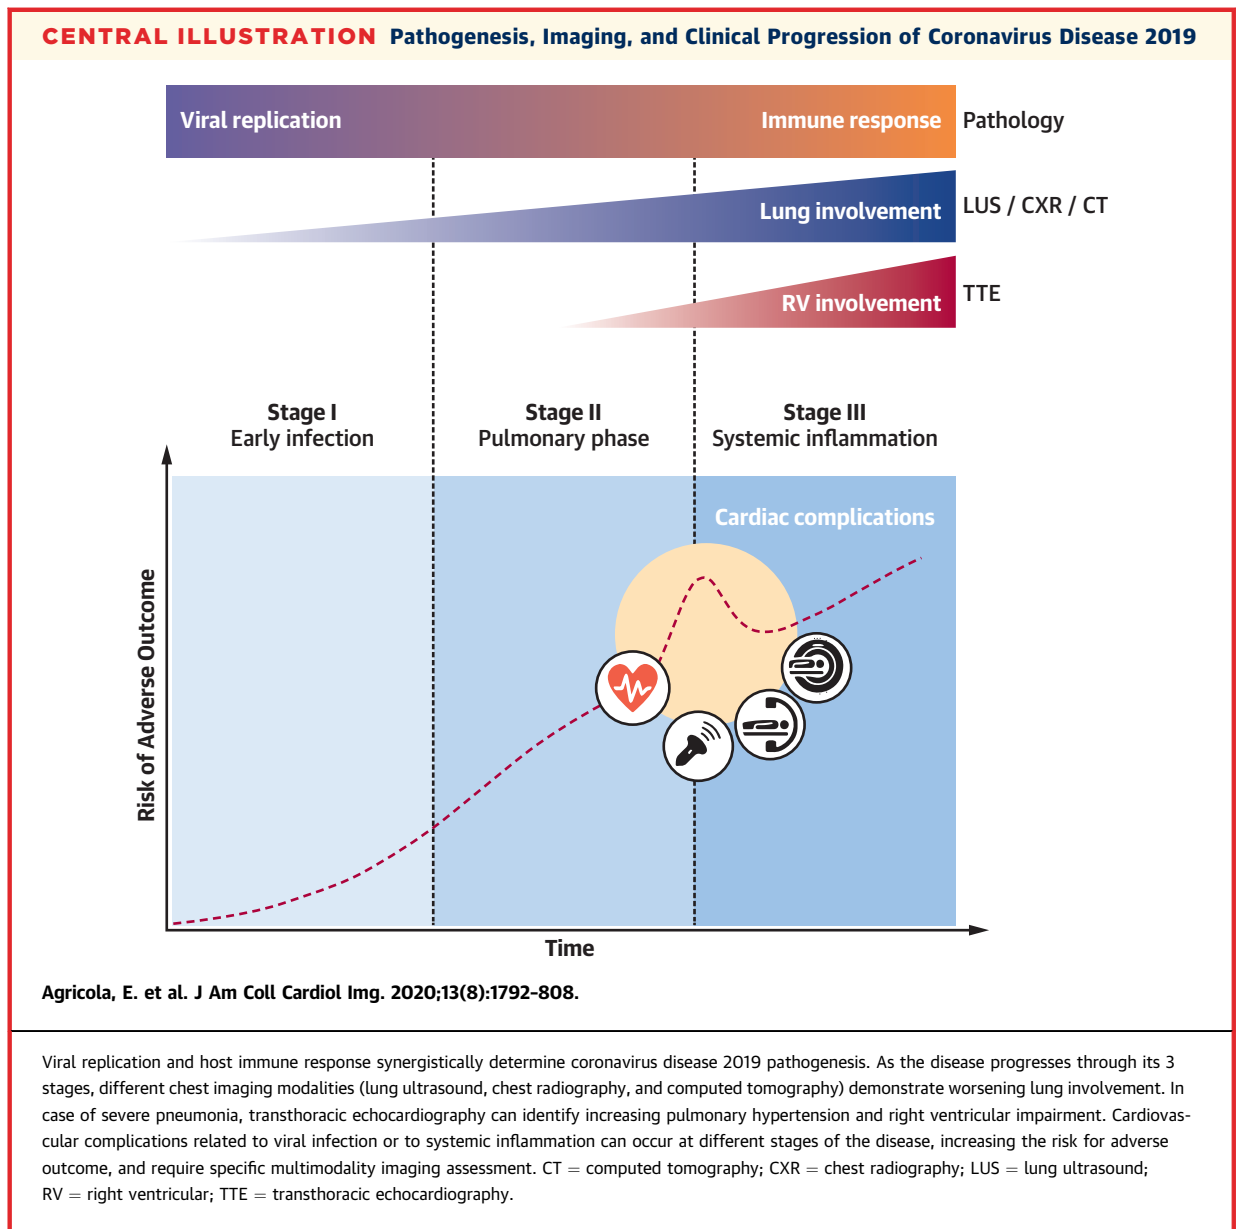 CENTRAL ILLUSTRATION Pathogenesis, Imaging, and Clinical Progression of Coronavirus Disease 2019
Viral replication
Immune response
Pathology
Lung involvement
LUS / CXR / CT
RV involvement
TTE
Stage I
Early infection
Stage II
Pulmonary phase
Stage III
Systemic inflammation
Cardiac complications
Risk of Adverse Outcome
Time
Agricola, E. et al. J Am Coll Cardiol Img. 2020;13(8):1792–808.
Viral replication and host immune response synergistically determine coronavirus disease 2019 pathogenesis. As the disease progresses through its 3
stages, different chest imaging modalities (lung ultrasound, chest radiography, and computed tomography) demonstrate worsening lung involvement. In
case of severe pneumonia, transthoracic echocardiography can identify increasing pulmonary hypertension and right ventricular impairment. Cardiovas-
cular complications related to viral infection or to systemic inflammation can occur at different stages of the disease, increasing the risk for adverse
outcome, and require specific multimodality imaging assessment. CT = computed tomography; CXR = chest radiography; LUS = lung ultrasound;
RV = right ventricular; TTE = transthoracic echocardiography.